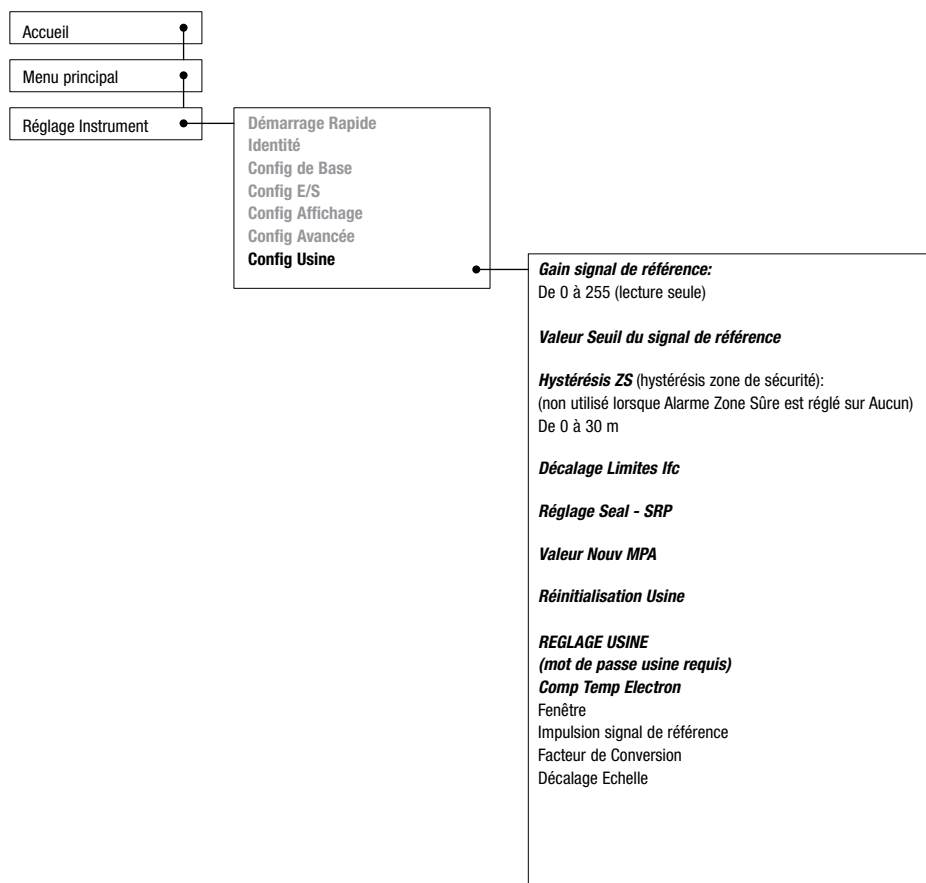 Accueil
Menu principal
Réglage Instrument
Démarrage Rapide
Identité
Config de Base
Config E/S
Config Affichage
Config Avancée
Config Usine
Gain signal de référence:
De 0 à 255 (lecture seule)
Valeur Seuil du signal de référence
Hystérésis ZS (hystérésis zone de sécurité):
(non utilisé lorsque Alarme Zone Sûre est réglé sur Aucun)
De 0 à 30 m
Décalage Limites Ifc
Réglage Seal - SRP
Valeur Nouv MPA
Réinitialisation Usine
REGLAGE USINE
(mot de passe usine requis)
Comp Temp Electron
Fenêtre
Impulsion signal de référence
Facteur de Conversion
Décalage Echelle